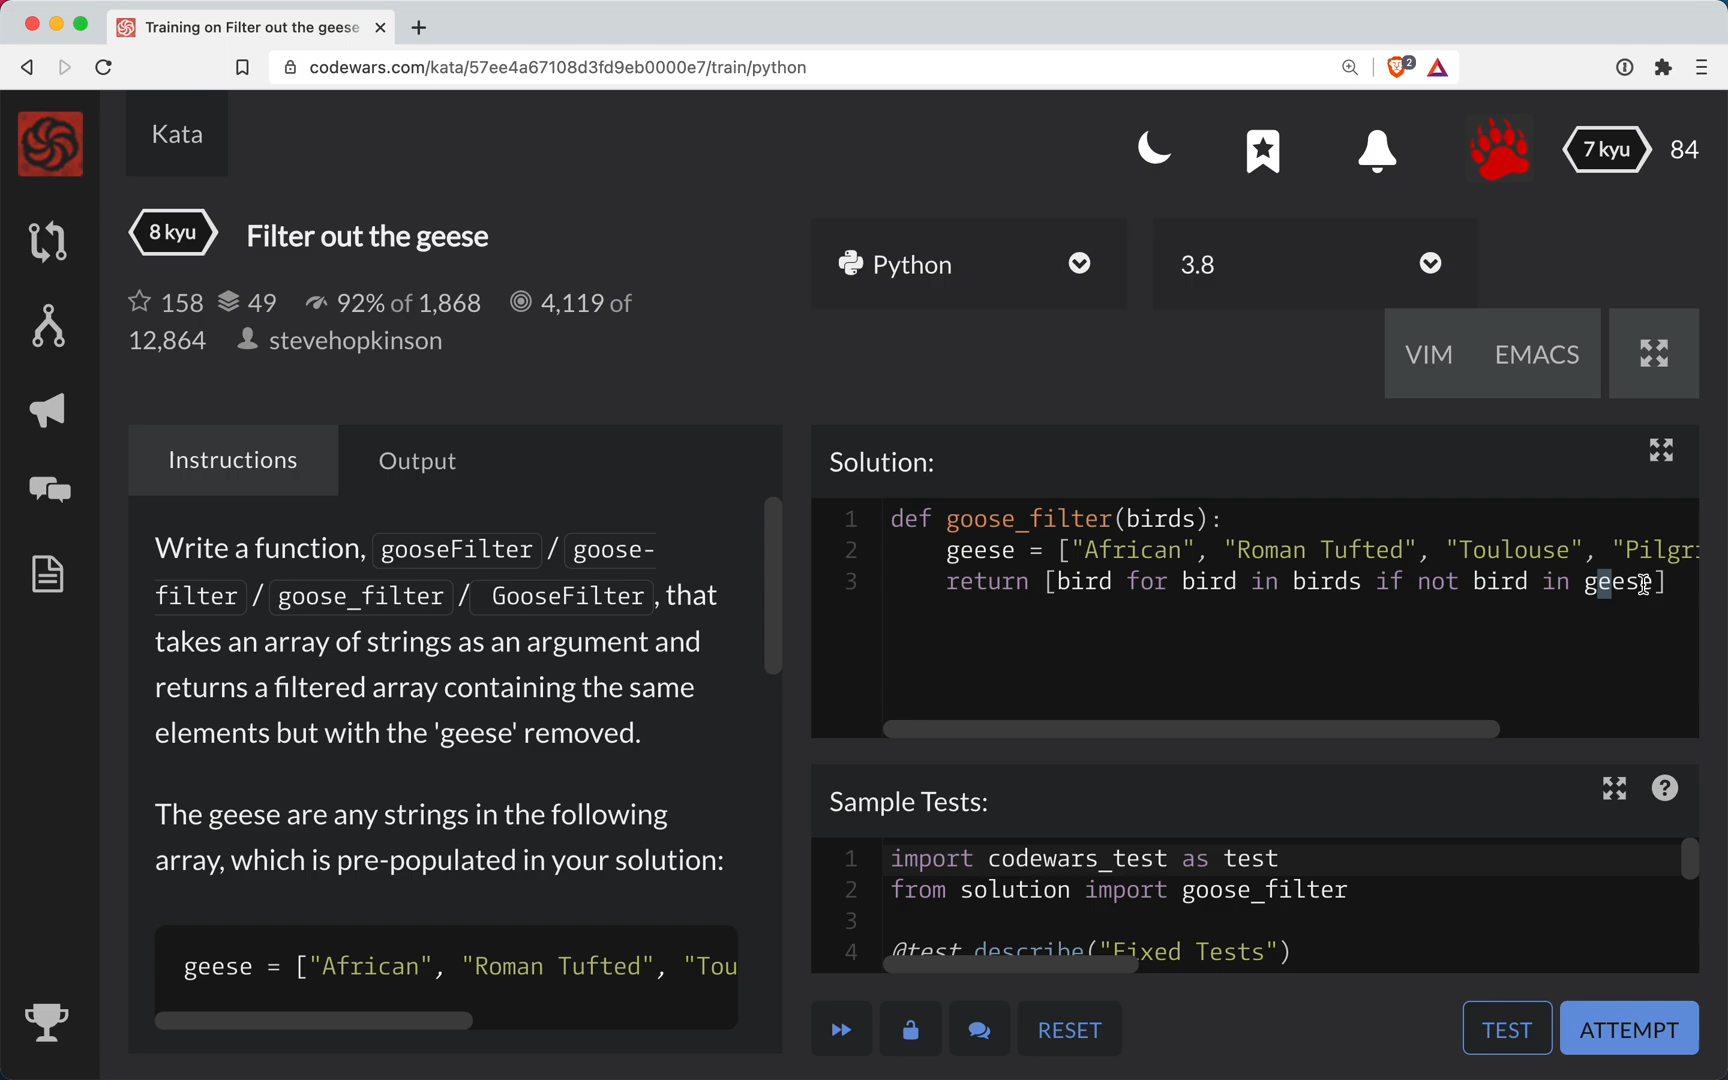 Training on Filter out the geese
codewars.com/kata/57ee4a67108d3fd9eb0000e7/train/python
2
Kata
7 kyu
84
8 kyu
Filter out the geese
158 49 92% of 1,868 4,119 of
12,864 stevehopkinson
Python
3.8
VIM EMACS
Instructions
Output
Write a function, gooseFilter / goose-
filter / goose_filter / GooseFilter , that
takes an array of strings as an argument and
returns a filtered array containing the same
elements but with the 'geese' removed.
The geese are any strings in the following
array, which is pre-populated in your solution:
geese = ["African", "Roman Tufted", "Tou
Solution:
1 def goose_filter(birds):
2 geese = ["African", "Roman Tufted", "Toulouse", "Pilgri
3 return [bird for bird in birds if not bird in geese]
Sample Tests:
1 import codewars_test as test
2 from solution import goose_filter
3
4 @test.describe("Fixed Tests")
RESET
TEST
ATTEMPT